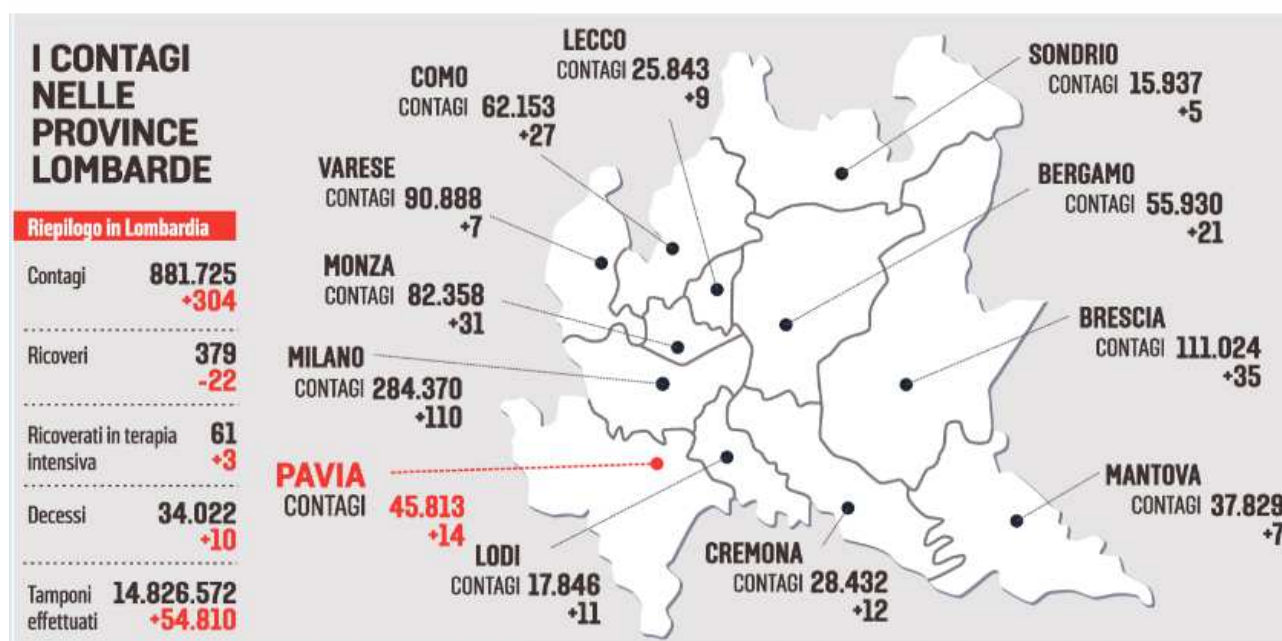 I CONTAGI
NELLE
PROVINCE
LOMBARDE
Riepilogo in Lombardia
Contagi 881.725
+304
Ricoveri 379
-22
Ricoverati in terapia intensiva 61
+3
Decessi 34.022
+10
Tamponi effettuati 14.826.572
+54.810
LECCO
CONTAGI 25.843
+9
COMO
CONTAGI 62.153
+27
VARESE
CONTAGI 90.888
+7
MONZA
CONTAGI 82.358
+31
MILANO
CONTAGI 284.370
+110
PAVIA
CONTAGI 45.813
+14
LODI
CONTAGI 17.846
+11
CREMONA
CONTAGI 28.432
+12
SONDRIO
CONTAGI 15.937
+5
BERGAMO
CONTAGI 55.930
+21
BRESCIA
CONTAGI 111.024
+35
MANTOVA
CONTAGI 37.829
+7